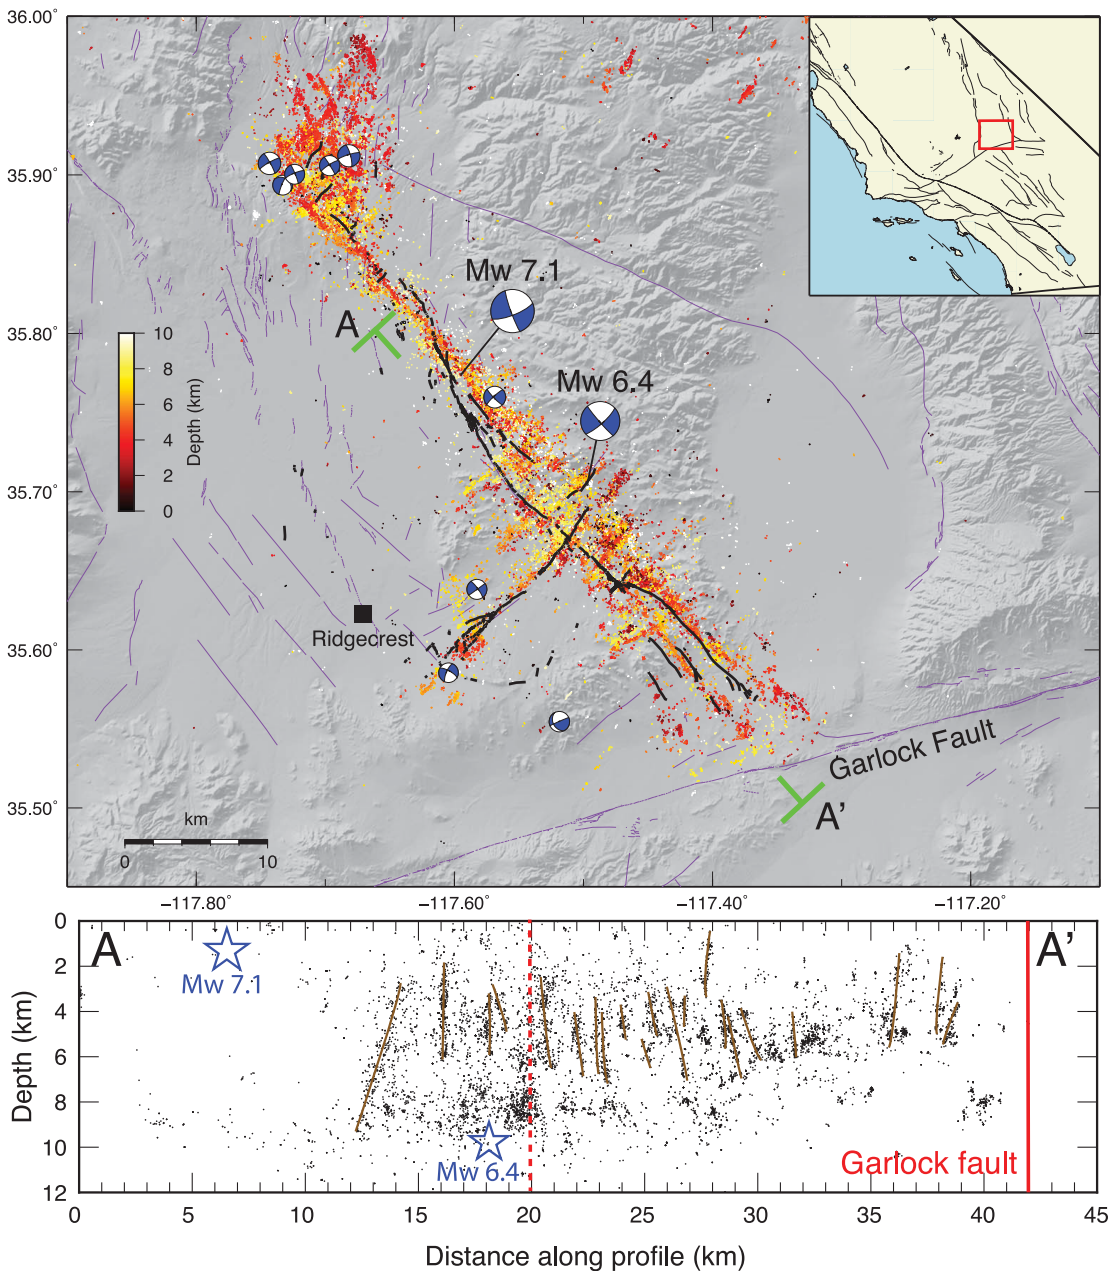 36.00°
35.90°
35.80°
35.70°
35.60°
35.50°
Mw 7.1
A
Mw 6.4
10
8
6
4
2
0
Depth (km)
Ridgecrest
Garlock Fault
A’
km
0 10
−117.80° −117.60° −117.40° −117.20°
0
2
4
6
8
10
12
Depth (km)
A
A’
Mw 7.1
Mw 6.4
Garlock fault
0 5 10 15 20 25 30 35 40 45
Distance along profile (km)